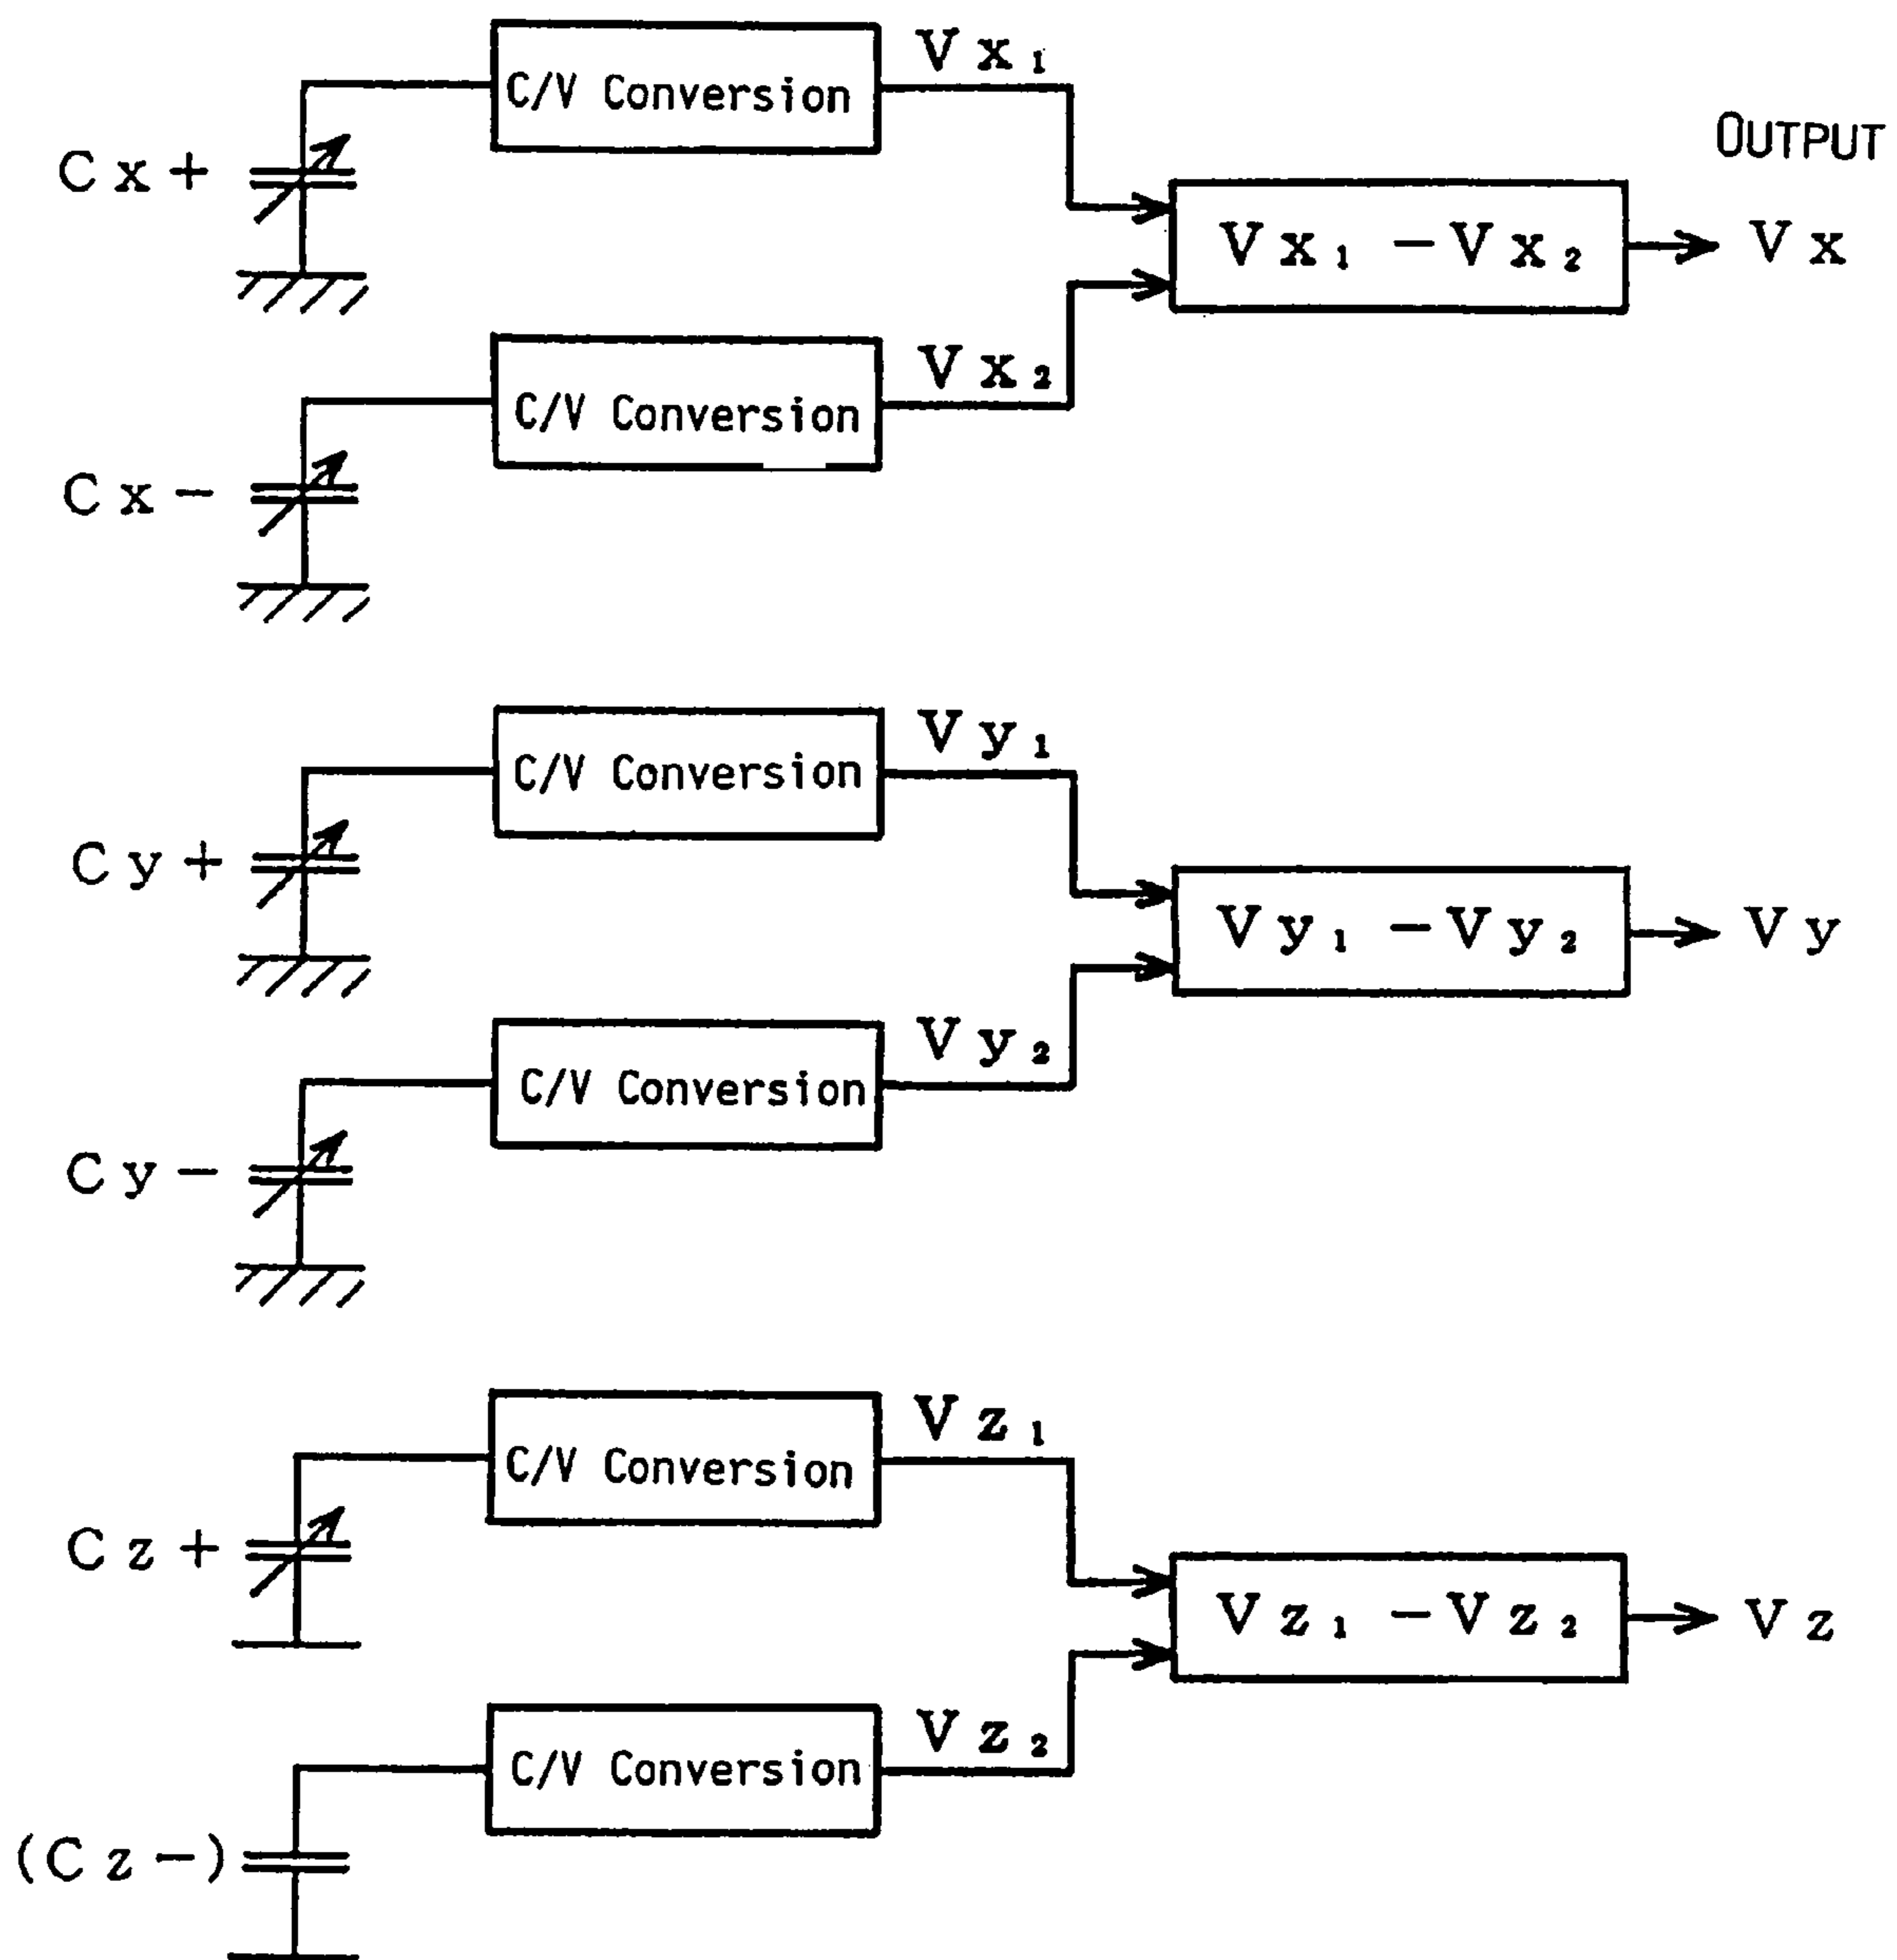 Vx₁
C/V Conversion
OUTPUT
Cx+
Vx₁ −Vx₂
Vx
Vx₂
C/V Conversion
Cx−
Vy₁
C/V Conversion
Cy+
Vy₁ −Vy₂
Vy
Vy₂
C/V Conversion
Cy−
Vz₁
C/V Conversion
Cz+
Vz₁ −Vz₂
Vz
Vz₂
C/V Conversion
(Cz−)